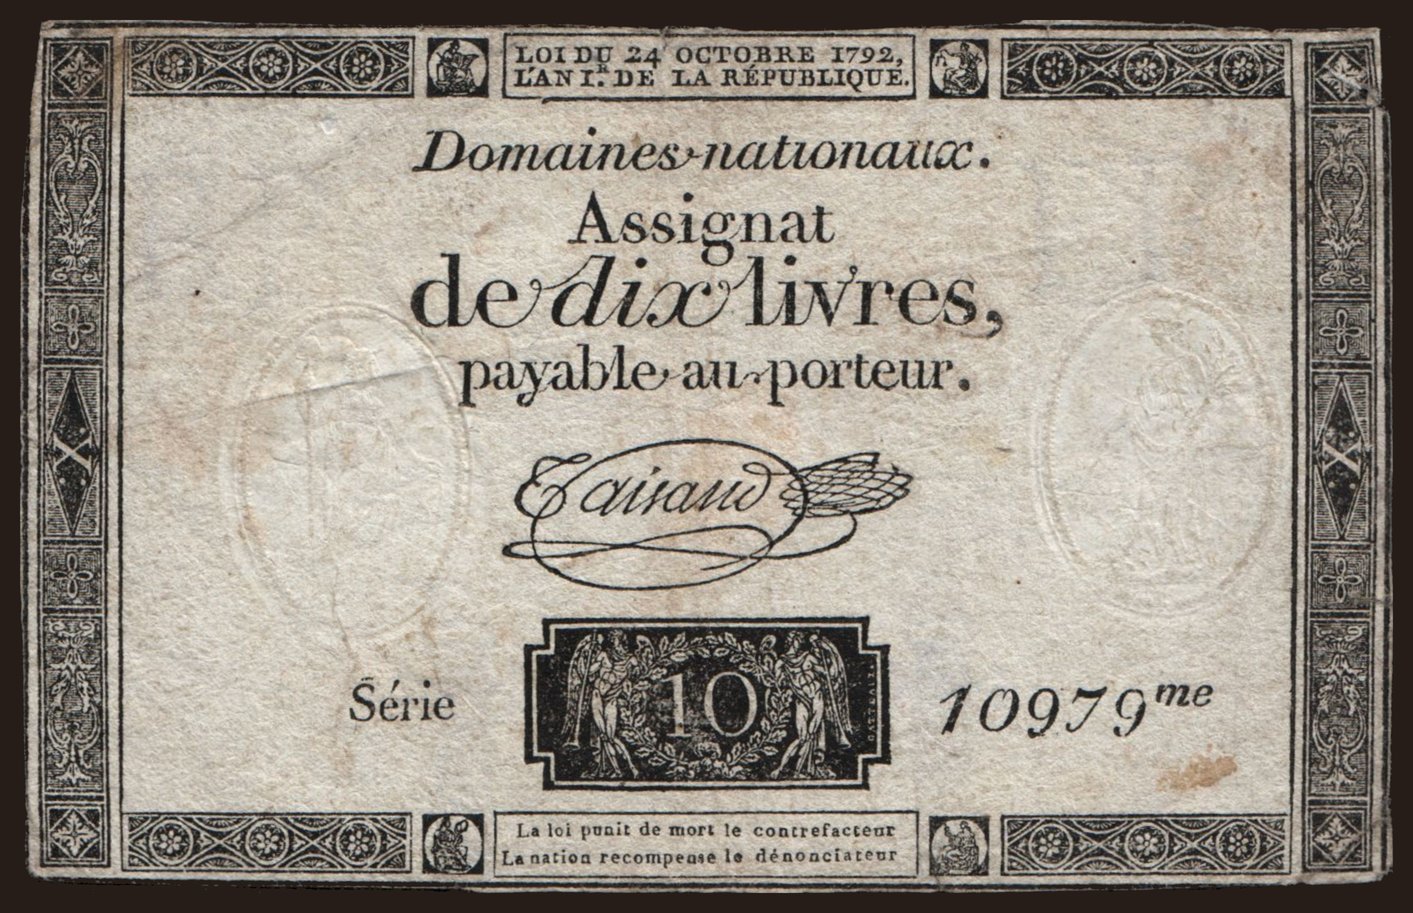 LOI DU 24 OCTOBRE 1792,
L'AN I.ER DE LA RÉPUBLIQUE.
Domaines nationaux.
Assignat
de dix livres,
payable au porteur.
Taisaud
X X
Série 10 10979me
La loi punit de mort le contrefacteur
La nation recompense le dénonciateur